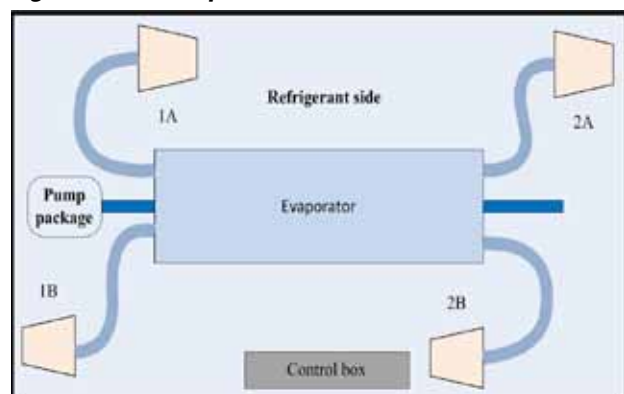 Refrigerant side
1A
2A
Pump
package
Evaporator
1B
2B
Control box